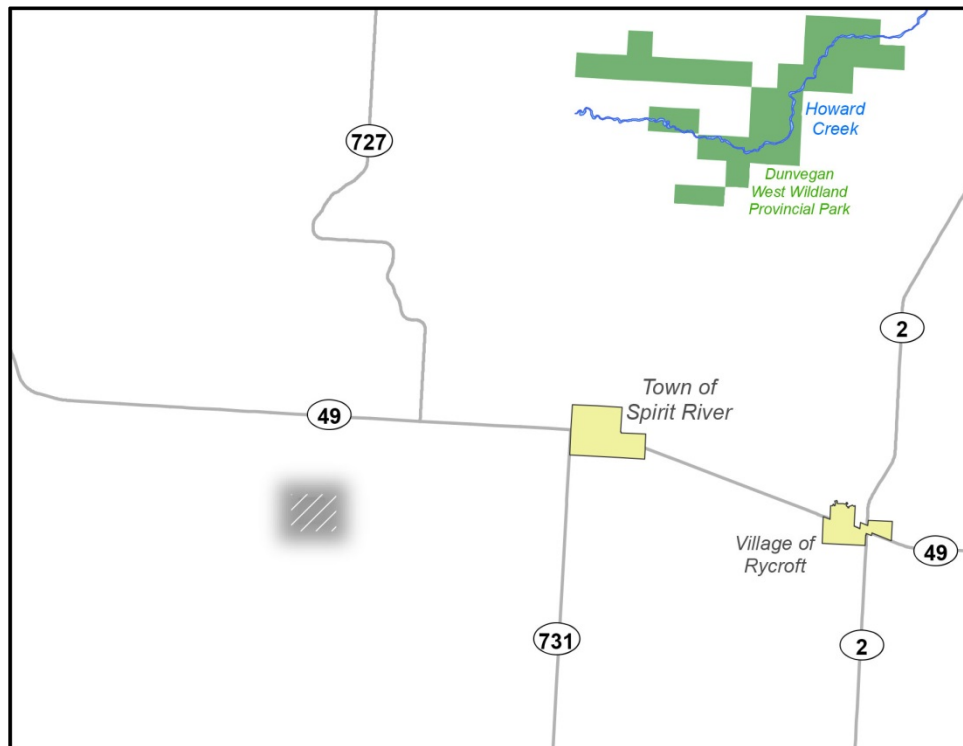 Howard
Creek
727
Dunvegan
West Wildland
Provincial Park
2
Town of
Spirit River
49
Village of
Rycroft
49
731
2